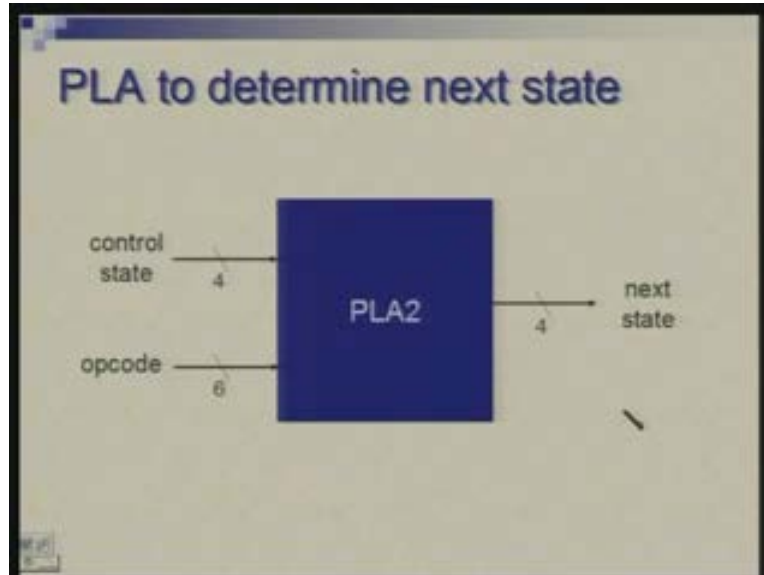 PLA to determine next state
control
state
4
opcode
6
PLA2
4
next
state